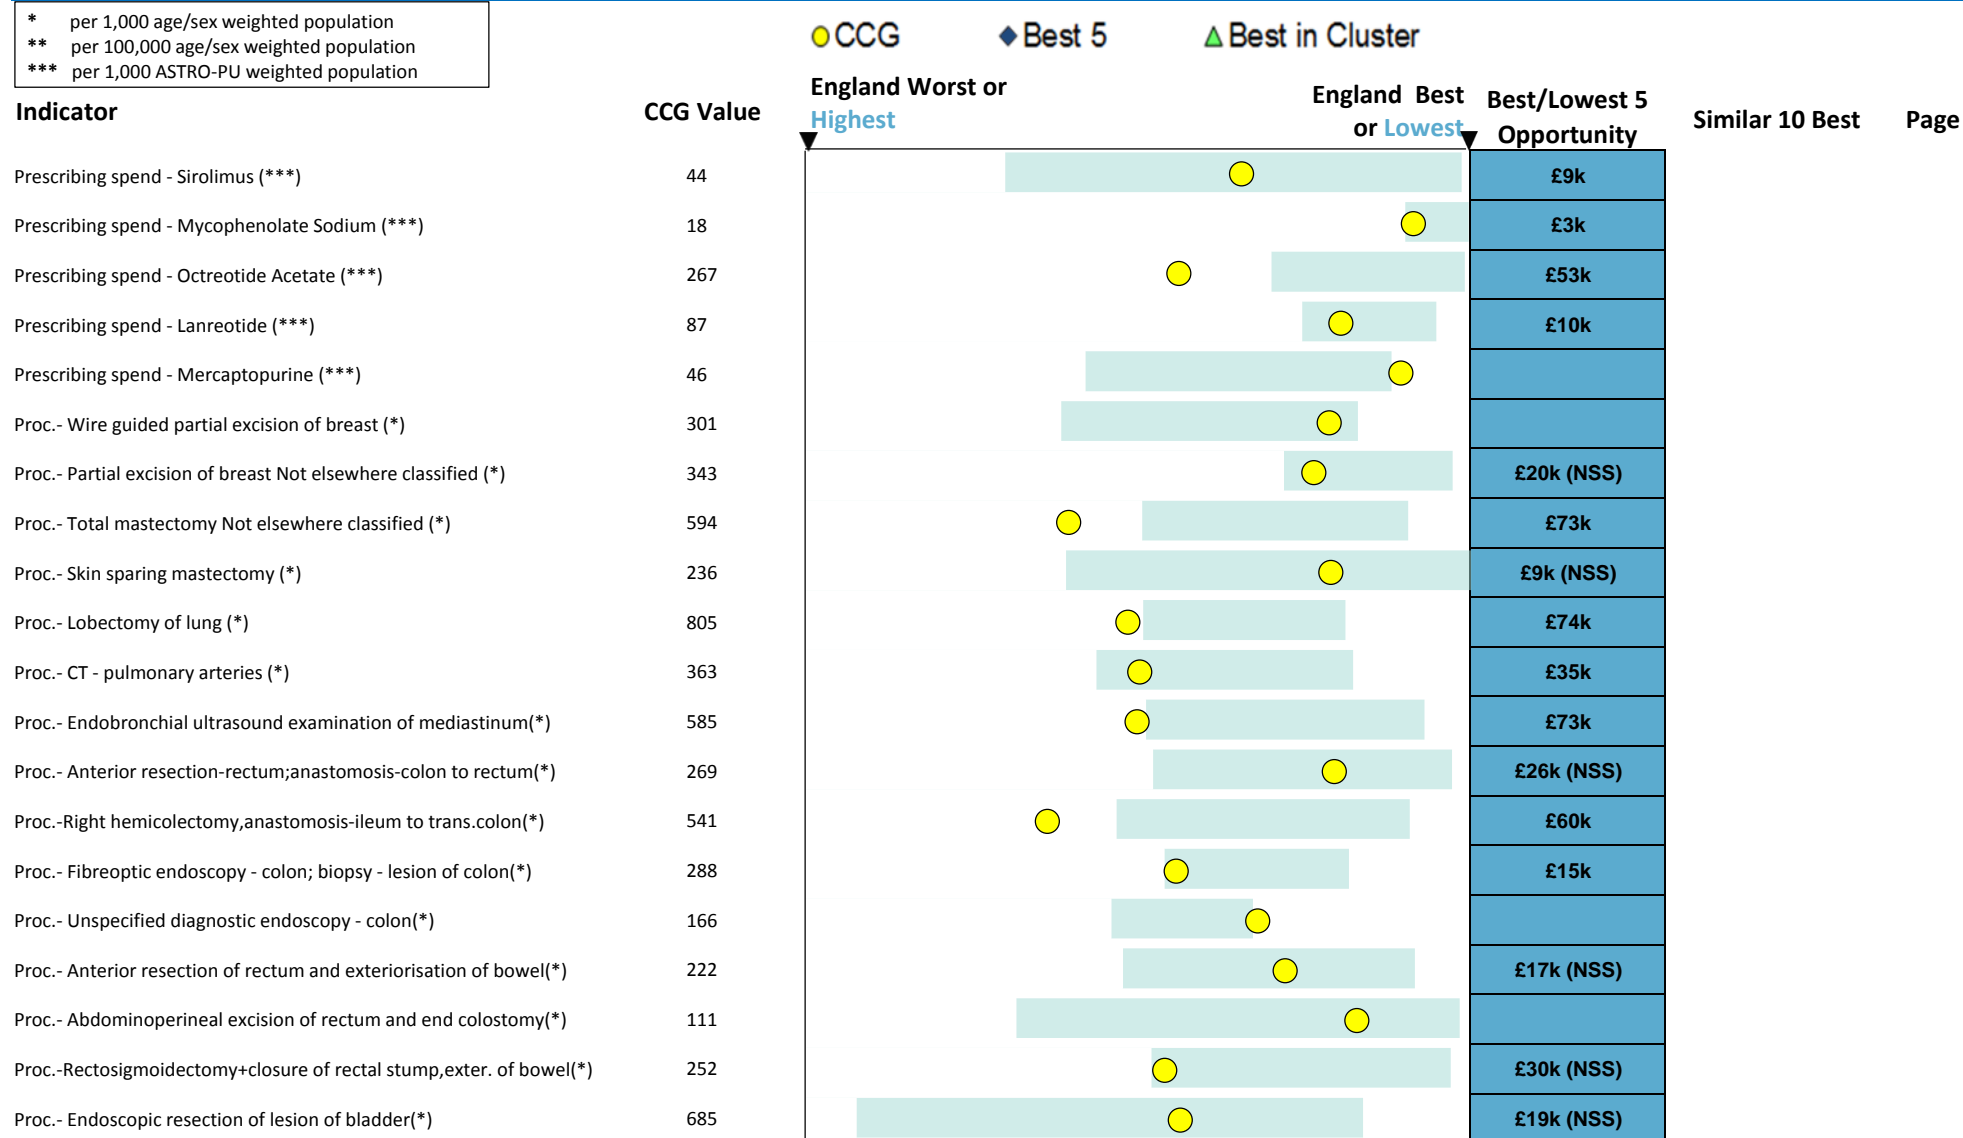 * per 1,000 age/sex weighted population
** per 100,000 age/sex weighted population
*** per 1,000 ASTRO-PU weighted population
CCG Best 5 Best in Cluster
Indicator CCG Value England Worst or Highest England Best or Lowest Best/Lowest 5 Opportunity Similar 10 Best Page
Prescribing spend - Sirolimus (***) 44 £9k
Prescribing spend - Mycophenolate Sodium (***) 18 £3k
Prescribing spend - Octreotide Acetate (***) 267 £53k
Prescribing spend - Lanreotide (***) 87 £10k
Prescribing spend - Mercaptopurine (***) 46
Proc.- Wire guided partial excision of breast (*) 301
Proc.- Partial excision of breast Not elsewhere classified (*) 343 £20k (NSS)
Proc.- Total mastectomy Not elsewhere classified (*) 594 £73k
Proc.- Skin sparing mastectomy (*) 236 £9k (NSS)
Proc.- Lobectomy of lung (*) 805 £74k
Proc.- CT - pulmonary arteries (*) 363 £35k
Proc.- Endobronchial ultrasound examination of mediastinum(*) 585 £73k
Proc.- Anterior resection-rectum;anastomosis-colon to rectum(*) 269 £26k (NSS)
Proc.-Right hemicolectomy,anastomosis-ileum to trans.colon(*) 541 £60k
Proc.- Fibreoptic endoscopy - colon; biopsy - lesion of colon(*) 288 £15k
Proc.- Unspecified diagnostic endoscopy - colon(*) 166
Proc.- Anterior resection of rectum and exteriorisation of bowel(*) 222 £17k (NSS)
Proc.- Abdominoperineal excision of rectum and end colostomy(*) 111
Proc.-Rectosigmoidectomy+closure of rectal stump,exter. of bowel(*) 252 £30k (NSS)
Proc.- Endoscopic resection of lesion of bladder(*) 685 £19k (NSS)